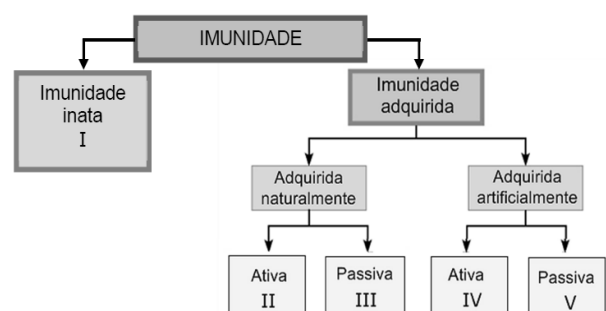 IMUNIDADE
Imunidade
inata
I
Imunidade
adquirida
Adquirida
naturalmente
Adquirida
artificialmente
Ativa
II
Passiva
III
Ativa
IV
Passiva
V